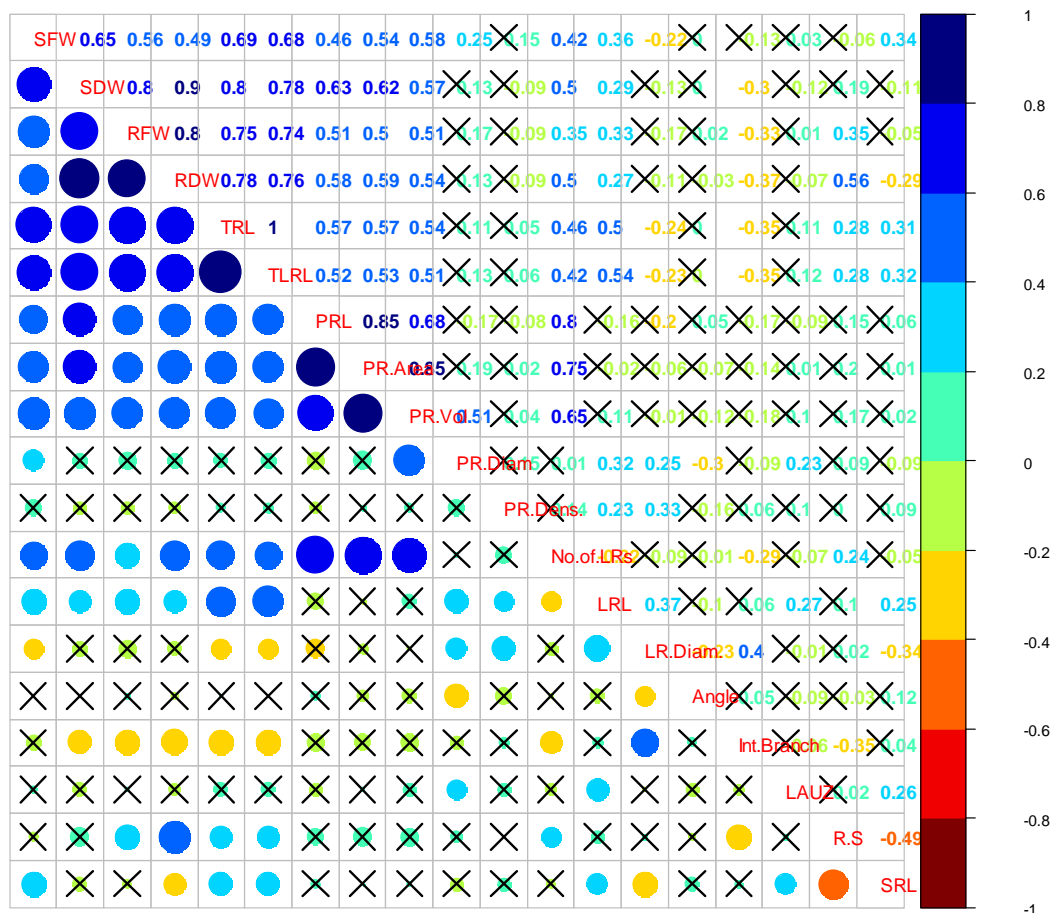 1
SFW 0.65 0.56 0.49 0.69 0.68 0.46 0.54 0.58 0.25 0.15 0.42 0.36 -0.22 0 0.13 0.03 0.06 0.34
SDW 0.8 0.9 0.8 0.78 0.63 0.62 0.57 0.13 0.09 0.5 0.29 0.13 0 -0.3 0.12 0.19 0.11
0.8
RFW 0.8 0.75 0.74 0.51 0.5 0.51 0.17 0.09 0.35 0.33 0.17 0.02 -0.33 0.01 0.35 0.05
RDW 0.78 0.76 0.58 0.59 0.54 0.13 0.09 0.5 0.27 0.11 0.03 -0.37 0.07 0.56 -0.29
0.6
TRL 1 0.57 0.57 0.54 0.11 0.05 0.46 0.5 -0.24 0 -0.35 0.11 0.28 0.31
TLRL 0.52 0.53 0.51 0.13 0.06 0.42 0.54 -0.23 0 -0.35 0.12 0.28 0.32
0.4
PRL 0.85 0.68 0.17 0.08 0.8 0.16 -0.2 0.05 0.17 0.09 0.15 0.06
PR.Area 0.85 0.19 0.02 0.75 0.02 0.06 0.07 0.14 0.01 0.2 0.01
0.2
PR.Vol. 0.51 0.04 0.65 0.11 0.01 0.12 0.18 0.1 0.17 0.02
PR.Diam 0.01 0.32 0.25 -0.3 0.09 0.23 0.09 0.09
0
PR.Dens. 0.23 0.33 0.16 0.06 0.1 0 0.09
No.of.LRs 0.09 0.01 -0.29 0.07 0.24 0.05
-0.2
LRL 0.37 0.1 0.06 0.27 0.1 0.25
LR.Diam. -0.23 0.4 0.01 0.02 -0.34
-0.4
Angle 0.05 0.09 0.03 0.12
Int.Branch -0.35 0.04
-0.6
LAUZ 0.02 0.26
R.S -0.49
-0.8
SRL
-1